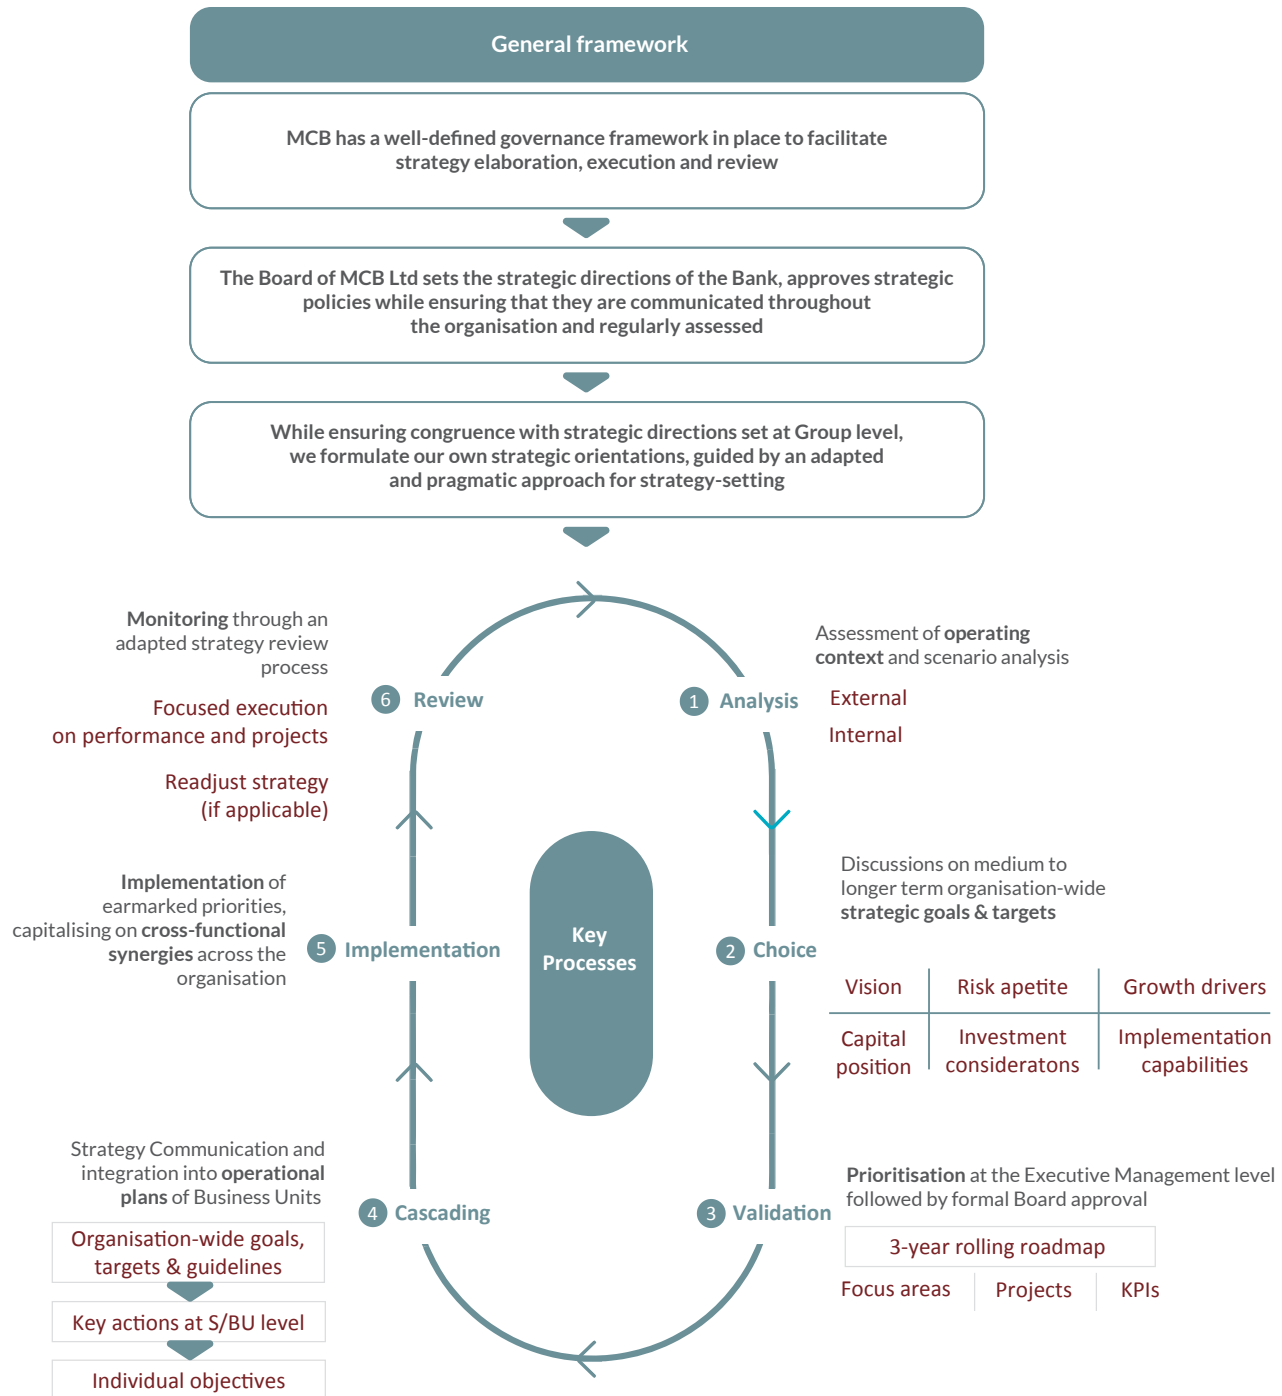 General framework
MCB has a well-defined governance framework in place to facilitate
strategy elaboration, execution and review
The Board of MCB Ltd sets the strategic directions of the Bank, approves strategic
policies while ensuring that they are communicated throughout
the organisation and regularly assessed
While ensuring congruence with strategic directions set at Group level,
we formulate our own strategic orientations, guided by an adapted
and pragmatic approach for strategy-setting
1 Analysis
Assessment of operating
context and scenario analysis
External
Internal
2 Choice
Discussions on medium to
longer term organisation-wide
strategic goals & targets
Vision
Risk apetite
Growth drivers
Capital
position
Investment
consideratons
Implementation
capabilities
3 Validation
Prioritisation at the Executive Management level
followed by formal Board approval
3-year rolling roadmap
Focus areas
Projects
KPIs
4 Cascading
Strategy Communication and
integration into operational
plans of Business Units
Organisation-wide goals,
targets & guidelines
Key actions at S/BU level
Individual objectives
5 Implementation
Implementation of
earmarked priorities,
capitalising on cross-functional
synergies across the
organisation
6 Review
Monitoring through an
adapted strategy review
process
Focused execution
on performance and projects
Readjust strategy
(if applicable)
Key
Processes